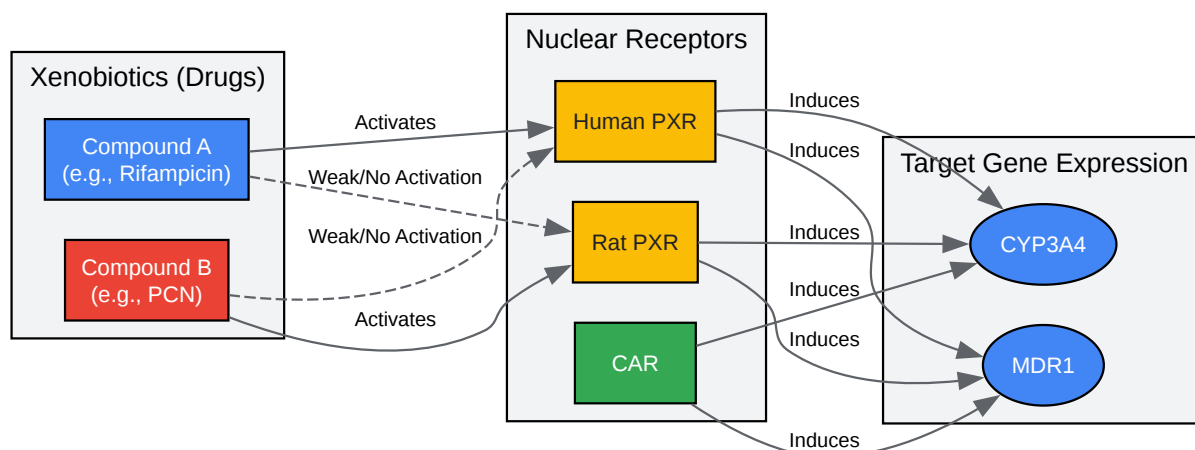 Xenobiotics (Drugs)
Compound A
(e.g., Rifampicin)
Compound B
(e.g., PCN)
Activates
Weak/No Activation
Weak/No Activation
Activates
Nuclear Receptors
Human PXR
Rat PXR
CAR
Induces
Induces
Induces
Induces
Induces
Induces
Target Gene Expression
CYP3A4
MDR1